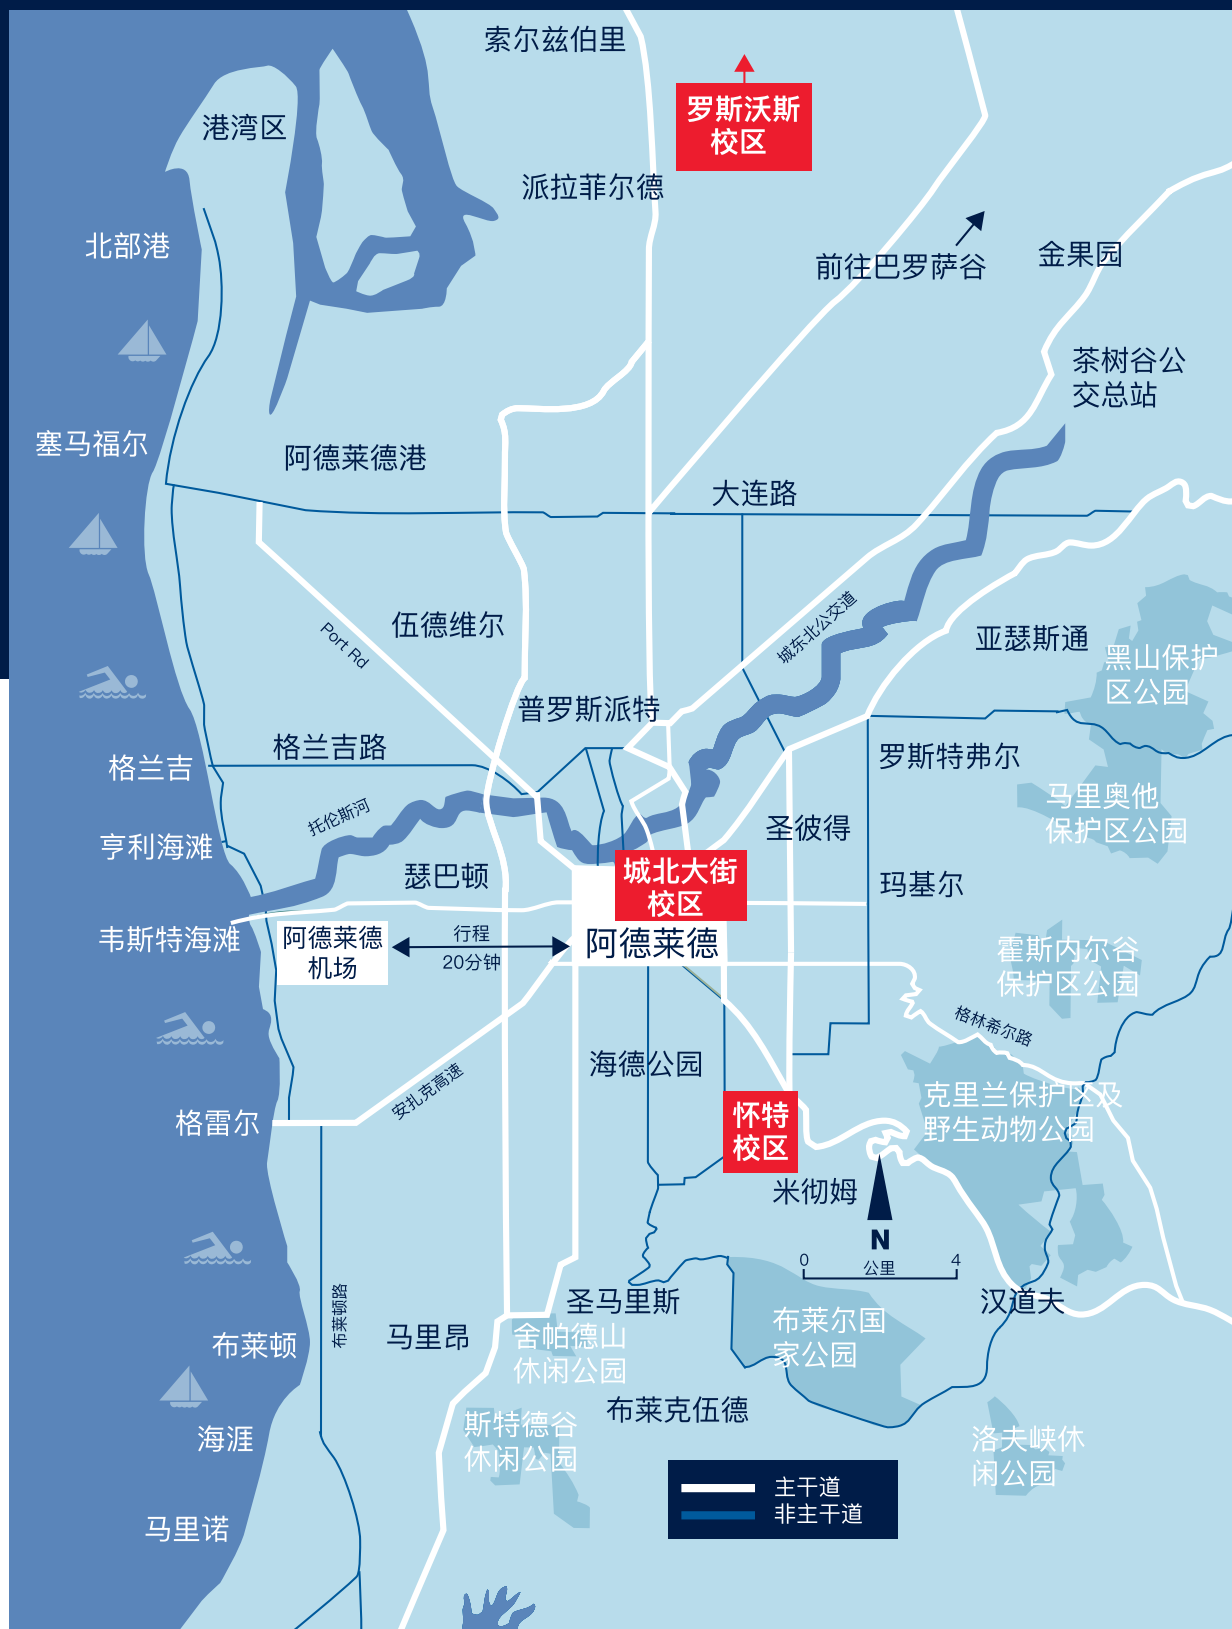 索尔兹伯里
罗斯沃斯
校区
港湾区
派拉菲尔德
北部港
前往巴罗萨谷
金果园
茶树谷公
交总站
塞马福尔
阿德莱德港
大连路
伍德维尔
Port Rd
城东北公交道
亚瑟斯通
黑山保护
区公园
普罗斯派特
格兰吉路
格兰吉
罗斯特弗尔
马里奥他
保护区公园
托伦斯河
圣彼得
亨利海滩
瑟巴顿
城北大街
校区
玛基尔
韦斯特海滩
阿德莱德
机场
行程
20分钟
阿德莱德
霍斯内尔谷
保护区公园
格林希尔路
海德公园
安扎克高速
格雷尔
怀特
校区
克里兰保护区及
野生动物公园
米彻姆
N
0
公里
4
圣马里斯
汉道夫
布莱顿路
布莱顿
马里昂
舍帕德山
休闲公园
布莱尔国
家公园
布莱克伍德
海涯
斯特德谷
休闲公园
洛夫峡休
闲公园
主干道
非主干道
马里诺